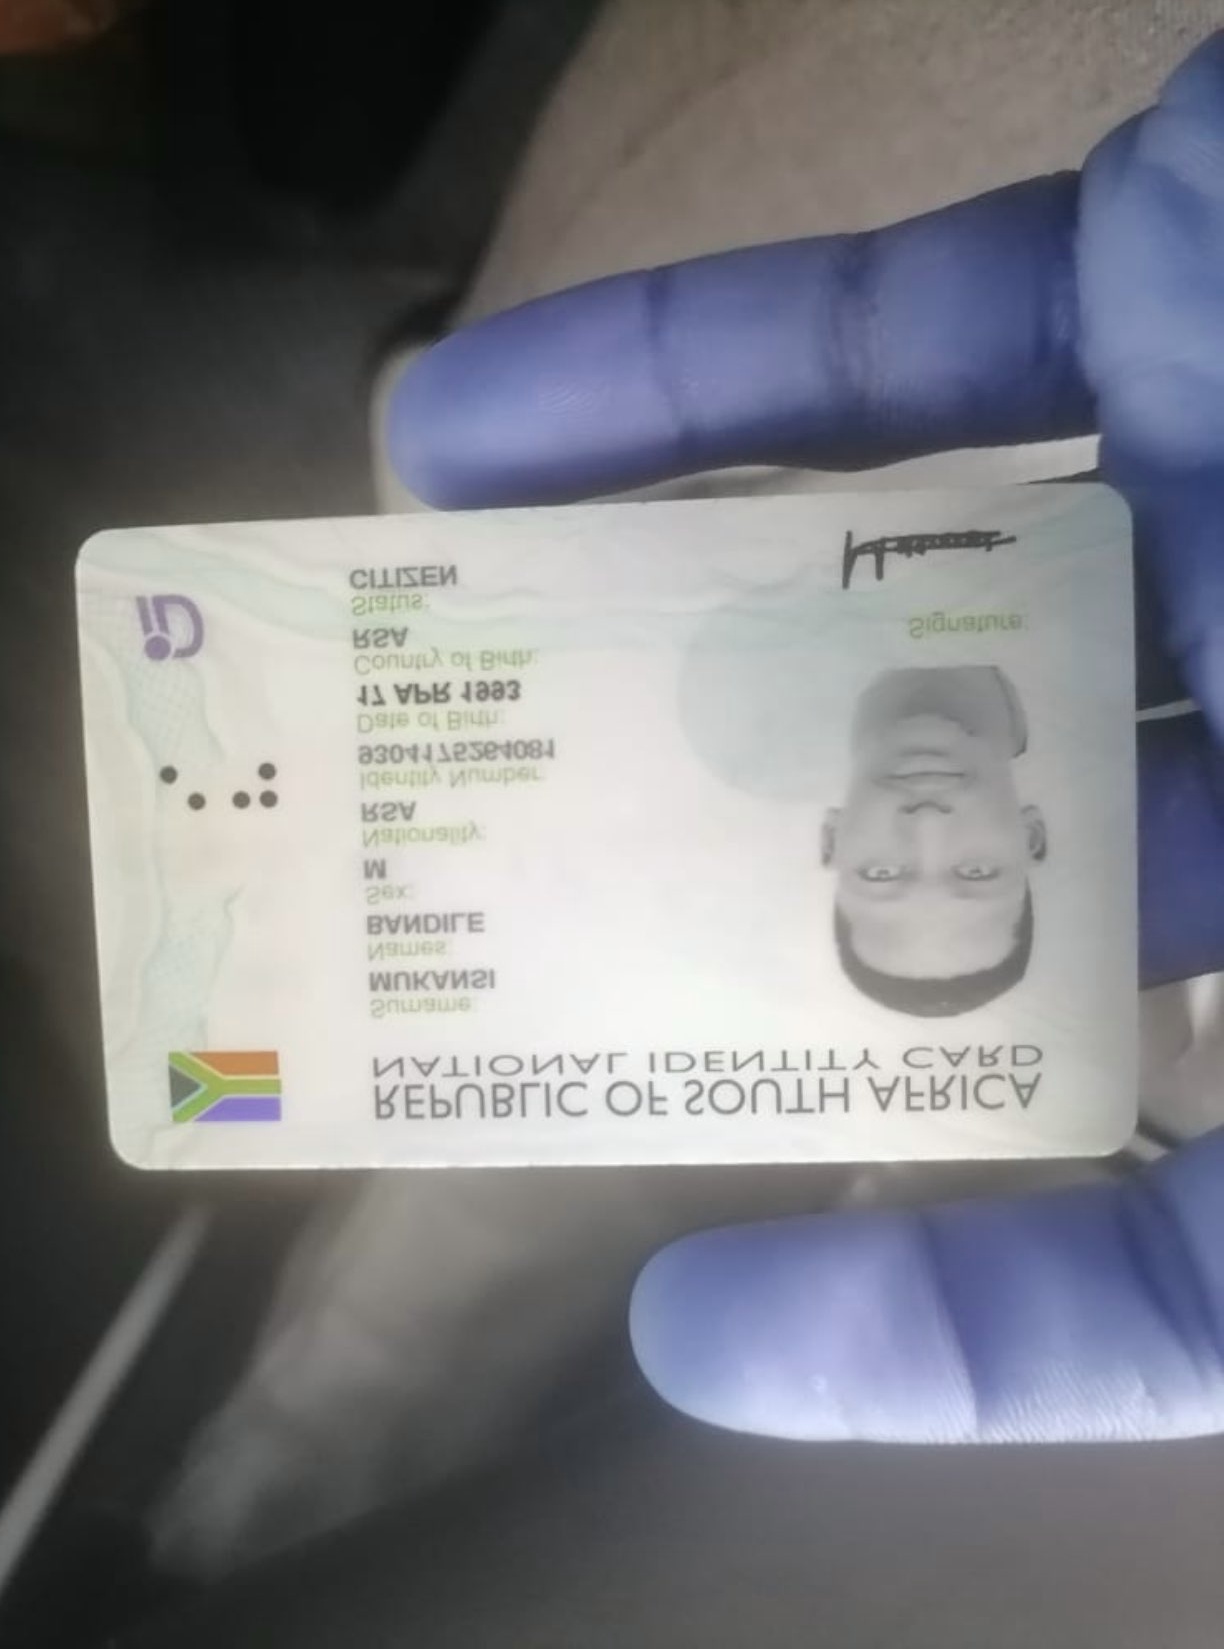 REPUBLIC OF SOUTH AFRICA
NATIONAL IDENTITY CARD
Surname:
MUKANSI
Names:
BANDILE
Sex:
M
Nationality:
RSA
Identity Number:
9304175264081
Date of Birth:
17 APR 1993
Country of Birth:
RSA
Status:
CITIZEN
Signature:
iD